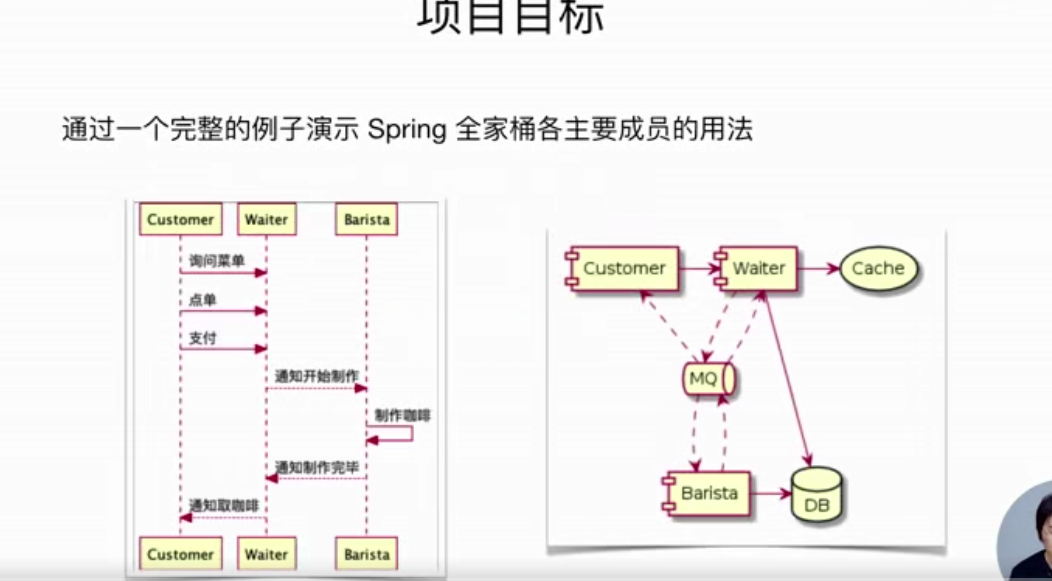 项目目标
通过一个完整的例子演示 Spring 全家桶各主要成员的用法
Customer
Waiter
Barista
询问菜单
点单
支付
通知开始制作
制作咖啡
通知制作完毕
通知取咖啡
Customer
Waiter
Barista
Customer
Waiter
Cache
MQ
Barista
DB